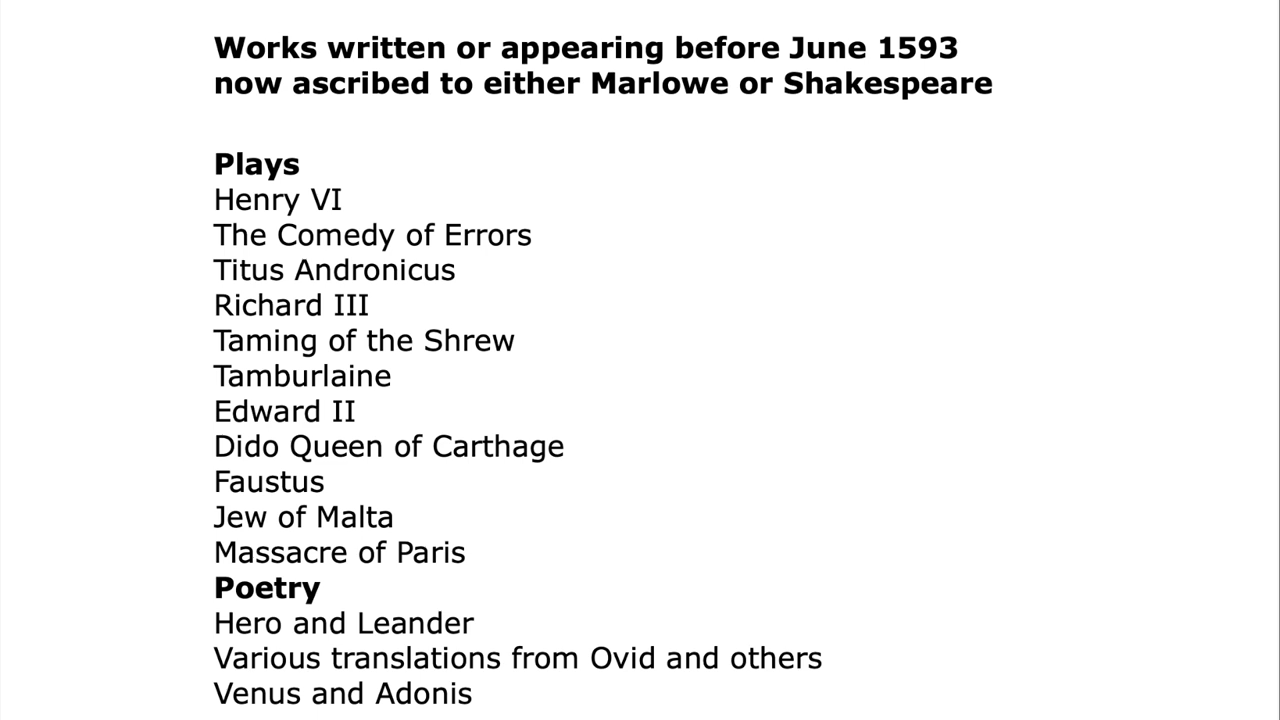 Works written or appearing before June 1593
now ascribed to either Marlowe or Shakespeare
Plays
Henry VI
The Comedy of Errors
Titus Andronicus
Richard III
Taming of the Shrew
Tamburlaine
Edward II
Dido Queen of Carthage
Faustus
Jew of Malta
Massacre of Paris
Poetry
Hero and Leander
Various translations from Ovid and others
Venus and Adonis